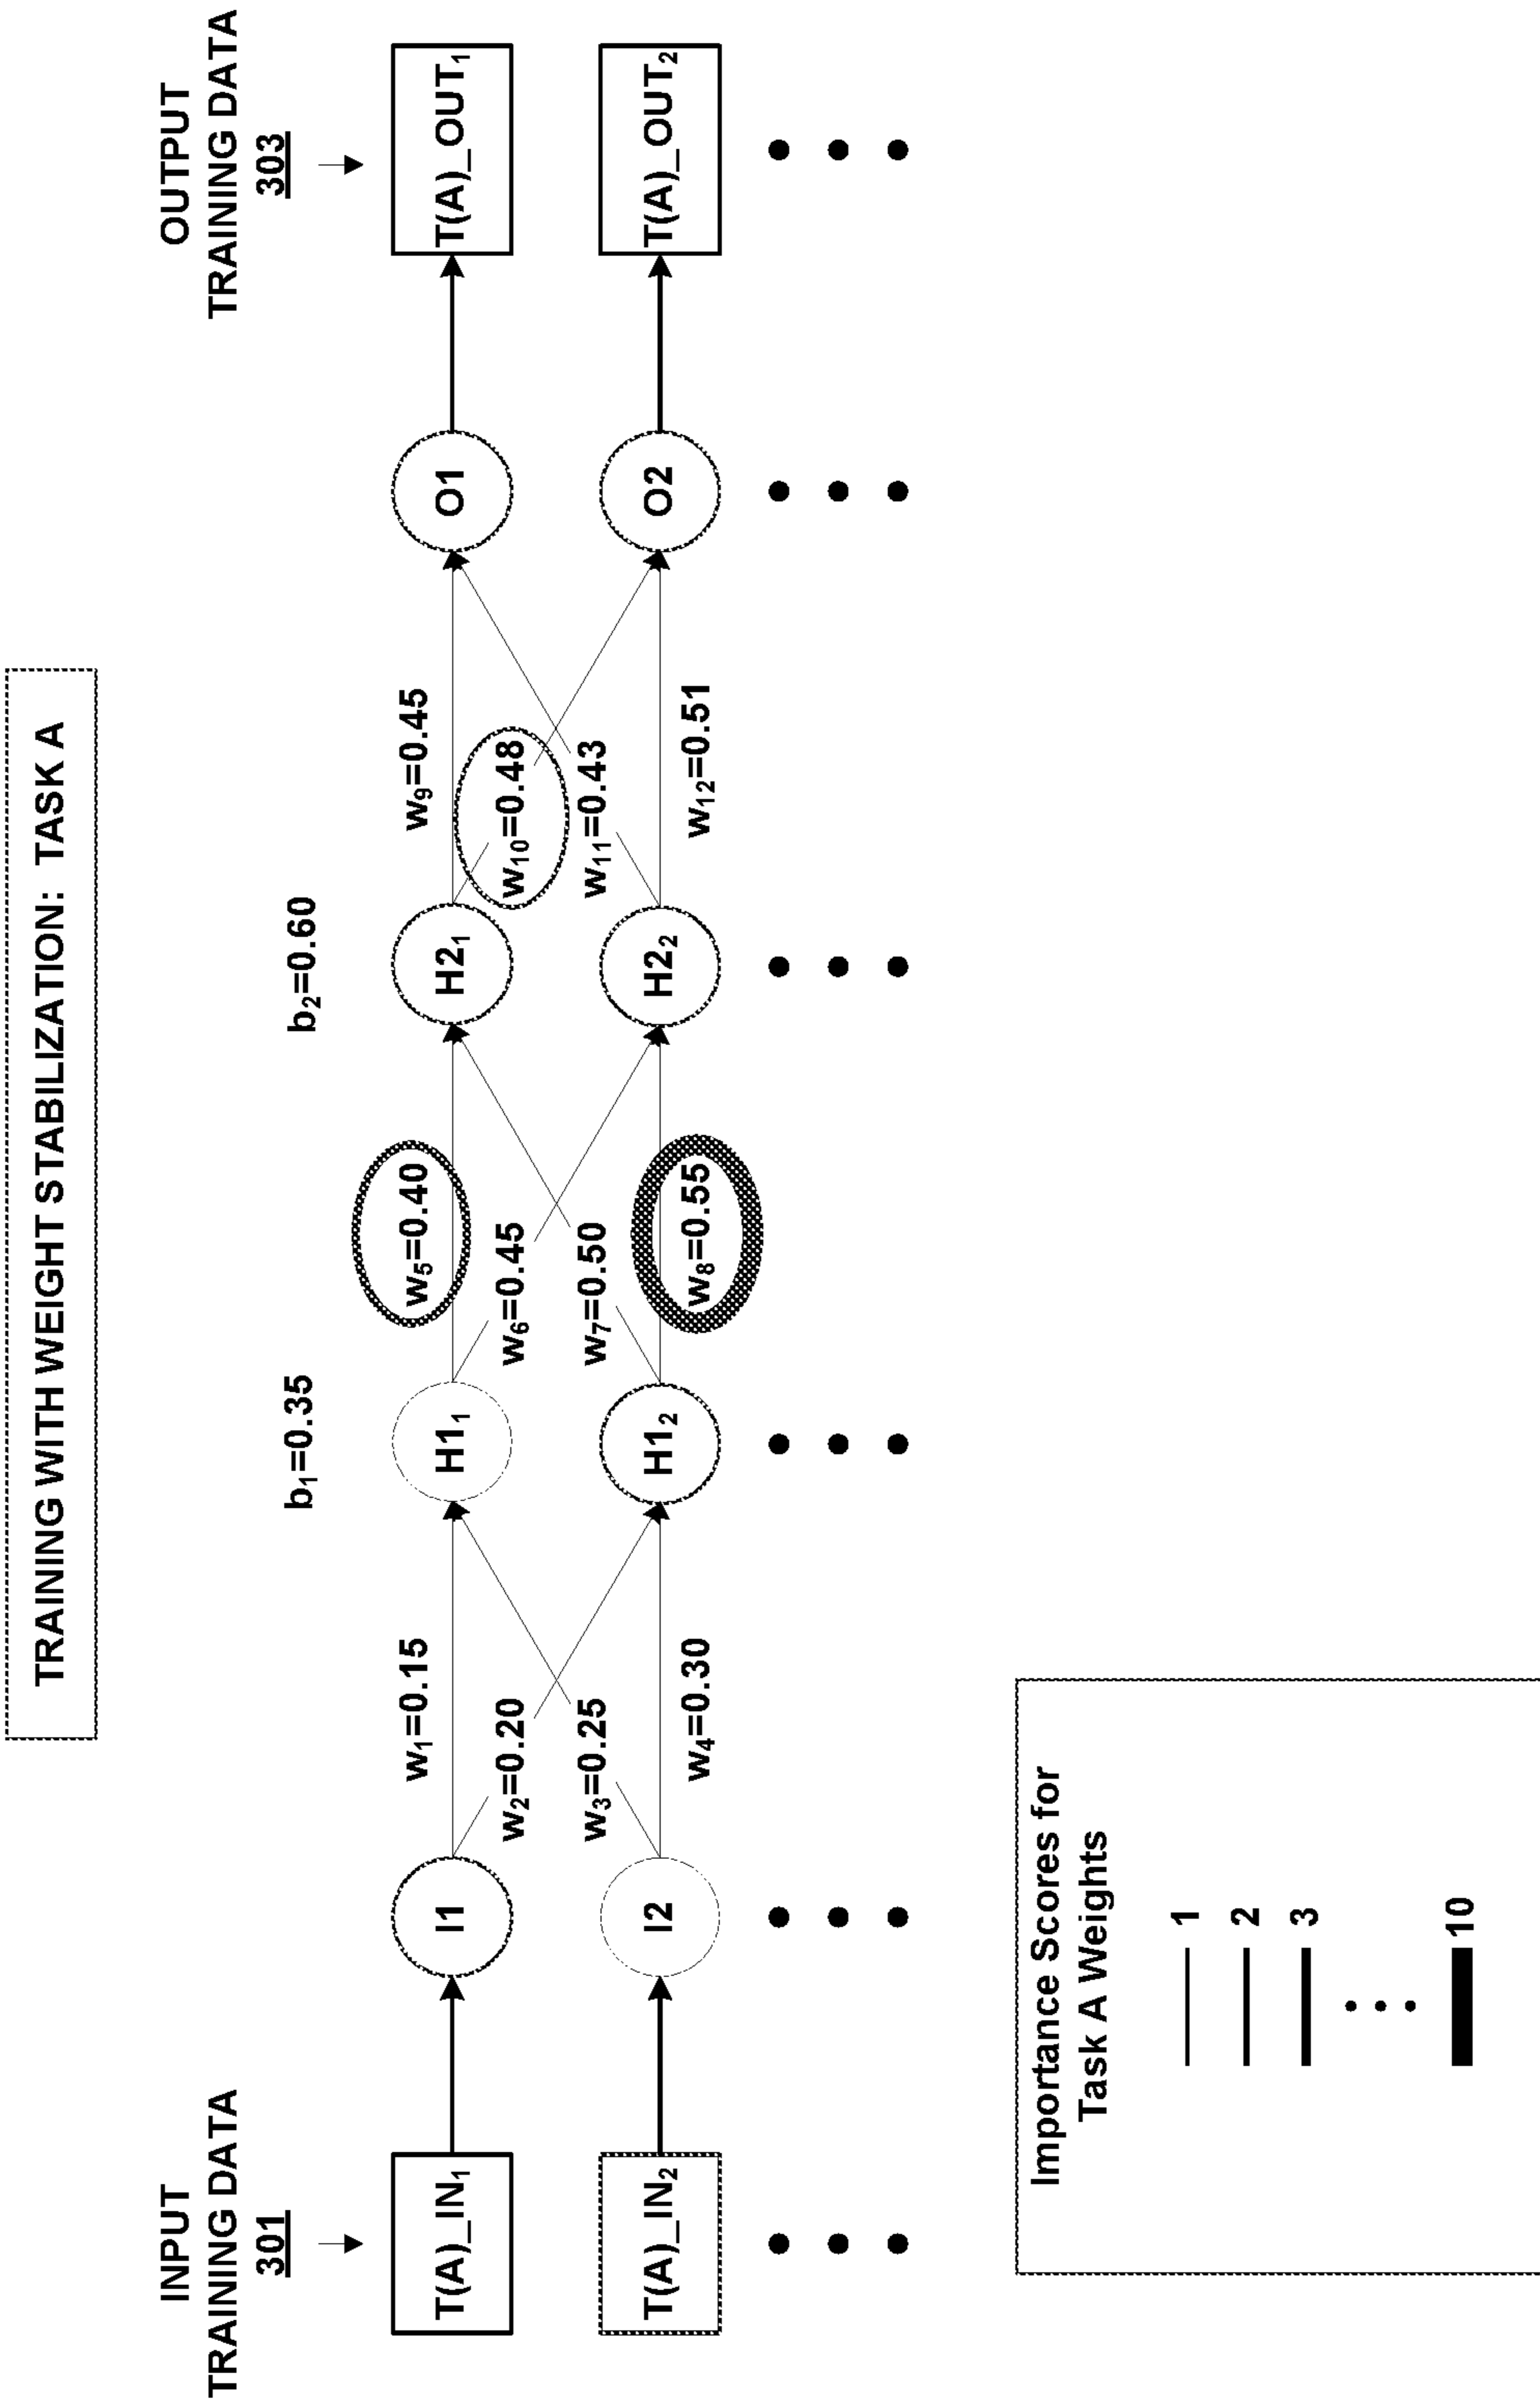 TRAINING WITH WEIGHT STABILIZATION: TASK A
INPUT
TRAINING DATA
301
OUTPUT
TRAINING DATA
303
b₁=0.35
b₂=0.60
T(A)_IN₁
I1
w₁=0.15
H1₁
w₅=0.40
H2₁
w₉=0.45
O1
T(A)_OUT₁
w₂=0.20
w₆=0.45
w₁₀=0.48
w₃=0.25
w₇=0.50
w₁₁=0.43
T(A)_IN₂
I2
w₄=0.30
H1₂
w₈=0.55
H2₂
w₁₂=0.51
O2
T(A)_OUT₂
Importance Scores for
Task A Weights
1
2
3
10